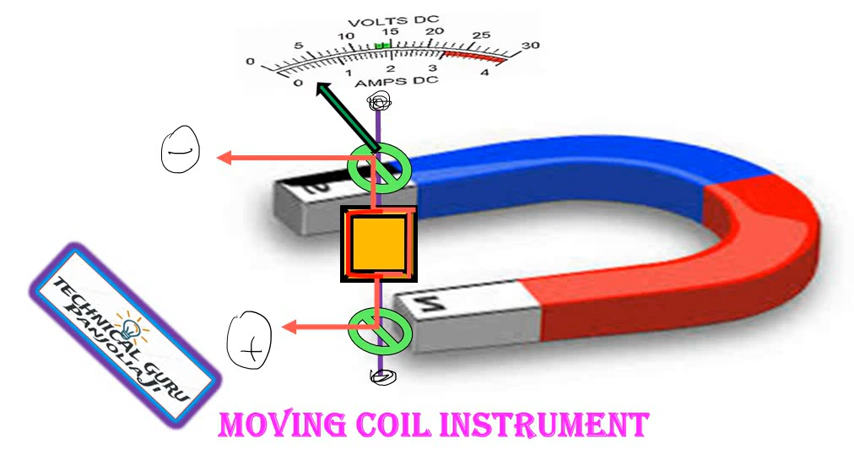 VOLTS DC
0 5 10 15 20 25 30
0 1 2 3 4
AMPS DC
−
S
N
+
TECHNICAL GURU
PANJOLIAJI
MOVING COIL INSTRUMENT